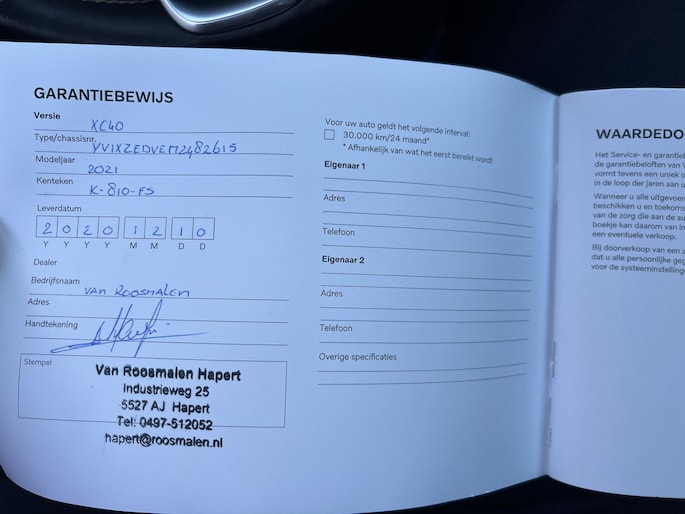 GARANTIEBEWIJS
Versie XC40
Type/chassisnr. YV1XZEDVEM2482615
Modeljaar 2021
Kenteken K-810-FS
Leverdatum
2 0 2 0 1 2 1 0
Y Y Y Y M M D D
Dealer
Bedrijfsnaam VAN ROOSMALEN
Adres
Handtekening
Stempel
Van Roosmalen Hapert
Industrieweg 25
5527 AJ Hapert
Tel: 0497-512052
hapert@roosmalen.nl
Voor uw auto geldt het volgende interval:
30.000 km/24 maand*
* Afhankelijk van wat het eerst bereikt wordt
Eigenaar 1
Adres
Telefoon
Eigenaar 2
Adres
Telefoon
Overige specificaties
WAARDEDO
Het Service- en garantieb
de garantiebeloften van V
vormt tevens een uniek o
in de loop der jaren aan u
Wanneer u alle uitgevoer
beschikken u en toekoms
van de zorg die aan de au
boekje kan daarom van in
een eventuele verkoop.
Bij doorverkoop van een a
dat u alle persoonlijke geg
voor de systeeminstelling